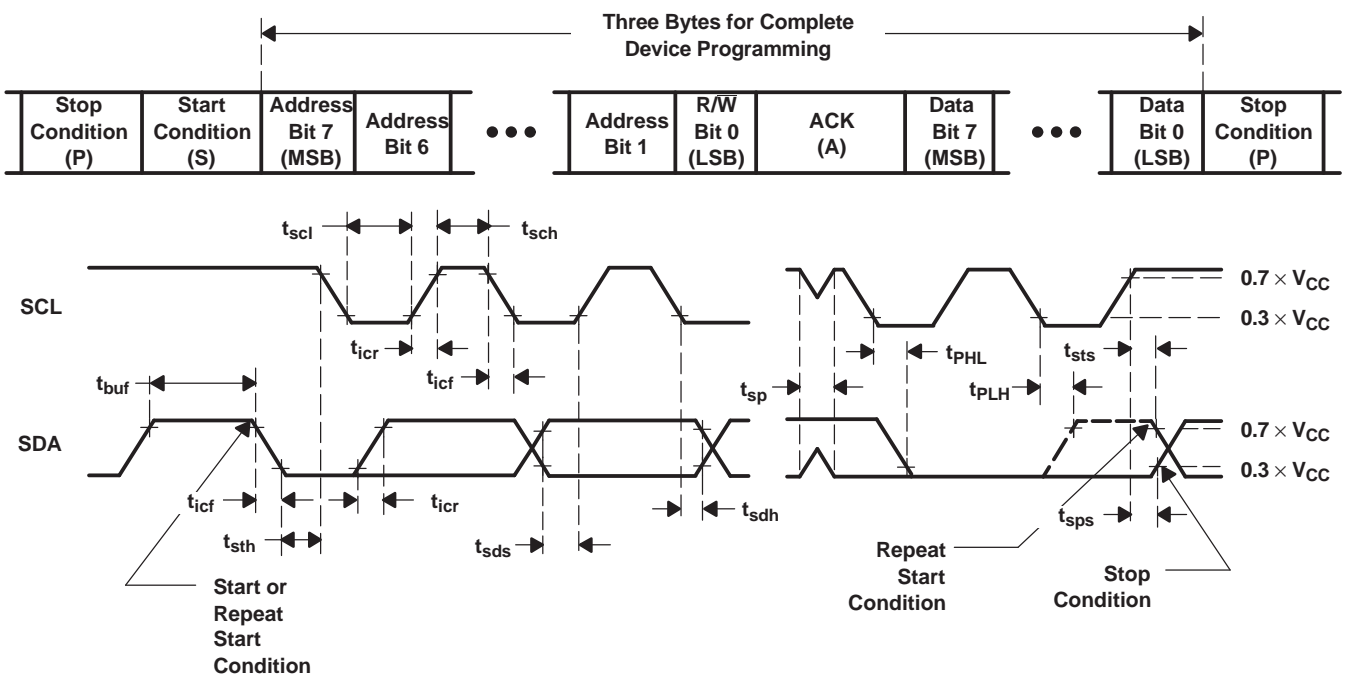 Three Bytes for Complete
Device Programming
Stop
Condition
(P)
Start
Condition
(S)
Address
Bit 7
(MSB)
Address
Bit 6
•••
Address
Bit 1
R/W̅
Bit 0
(LSB)
ACK
(A)
Data
Bit 7
(MSB)
•••
Data
Bit 0
(LSB)
Stop
Condition
(P)
tscl
tsch
SCL
0.7 × VCC
0.3 × VCC
ticr
ticf
tPHL
tsts
tbuf
tsp
tPLH
SDA
0.7 × VCC
0.3 × VCC
ticf
ticr
tsdh
tsps
tsth
tsds
Start or
Repeat
Start
Condition
Repeat
Start
Condition
Stop
Condition